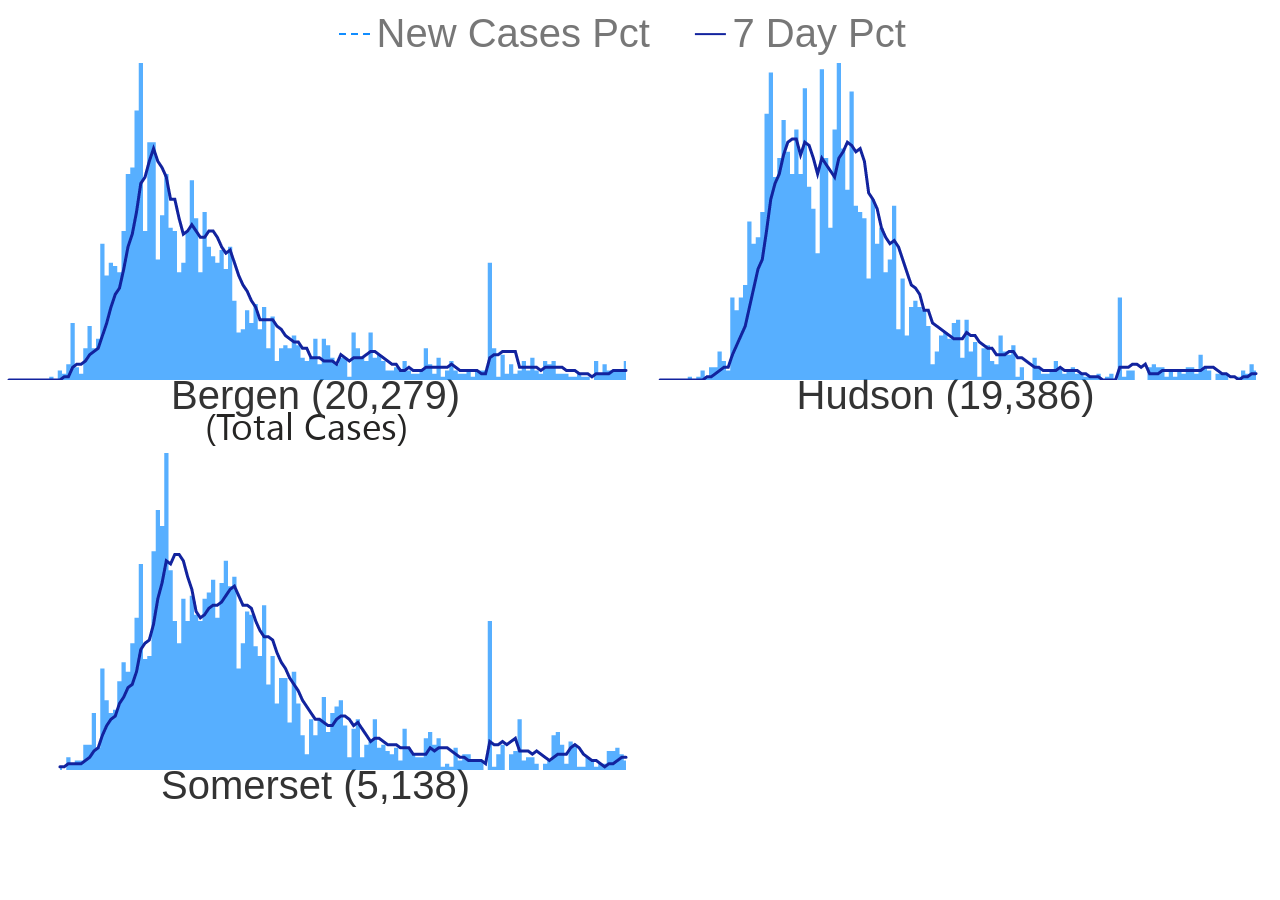 New Cases Pct 7 Day Pct
Bergen (20,279) Hudson (19,386)
(Total Cases)
Somerset (5,138)